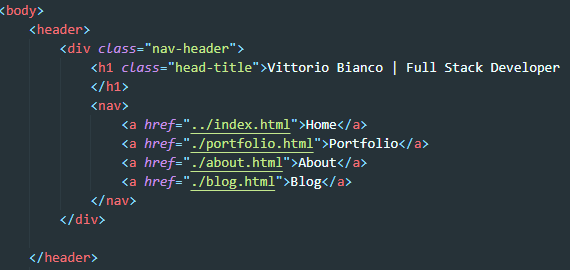 <body>
<header>
<div class="nav-header">
<h1 class="head-title">Vittorio Bianco | Full Stack Developer
</h1>
<nav>
<a href="../index.html">Home</a>
<a href="./portfolio.html">Portfolio</a>
<a href="./about.html">About</a>
<a href="./blog.html">Blog</a>
</nav>
</div>
</header>